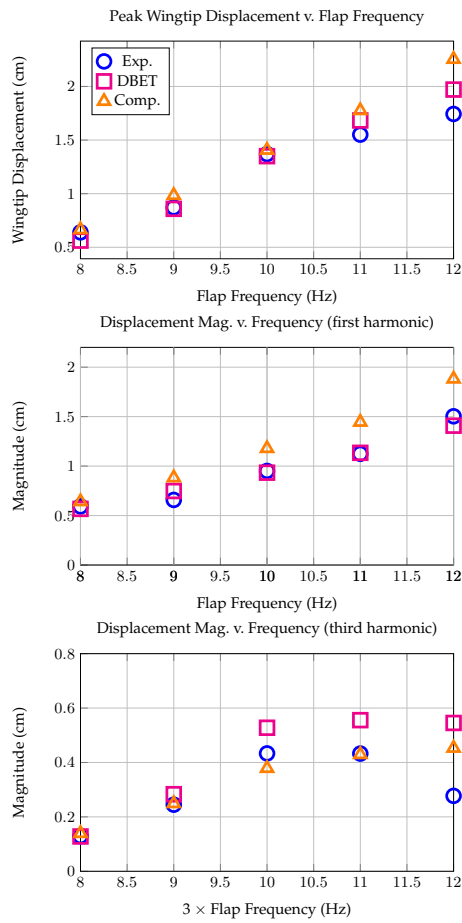 Peak Wingtip Displacement v. Flap Frequency
Wingtip Displacement (cm)
2
1.5
1
0.5
Exp.
DBET
Comp.
8 8.5 9 9.5 10 10.5 11 11.5 12
Flap Frequency (Hz)
Displacement Mag. v. Frequency (first harmonic)
Magnitude (cm)
2
1.5
1
0.5
0
8 8.5 9 9.5 10 10.5 11 11.5 12
Flap Frequency (Hz)
Displacement Mag. v. Frequency (third harmonic)
Magnitude (cm)
0.8
0.6
0.4
0.2
0
8 8.5 9 9.5 10 10.5 11 11.5 12
3 × Flap Frequency (Hz)